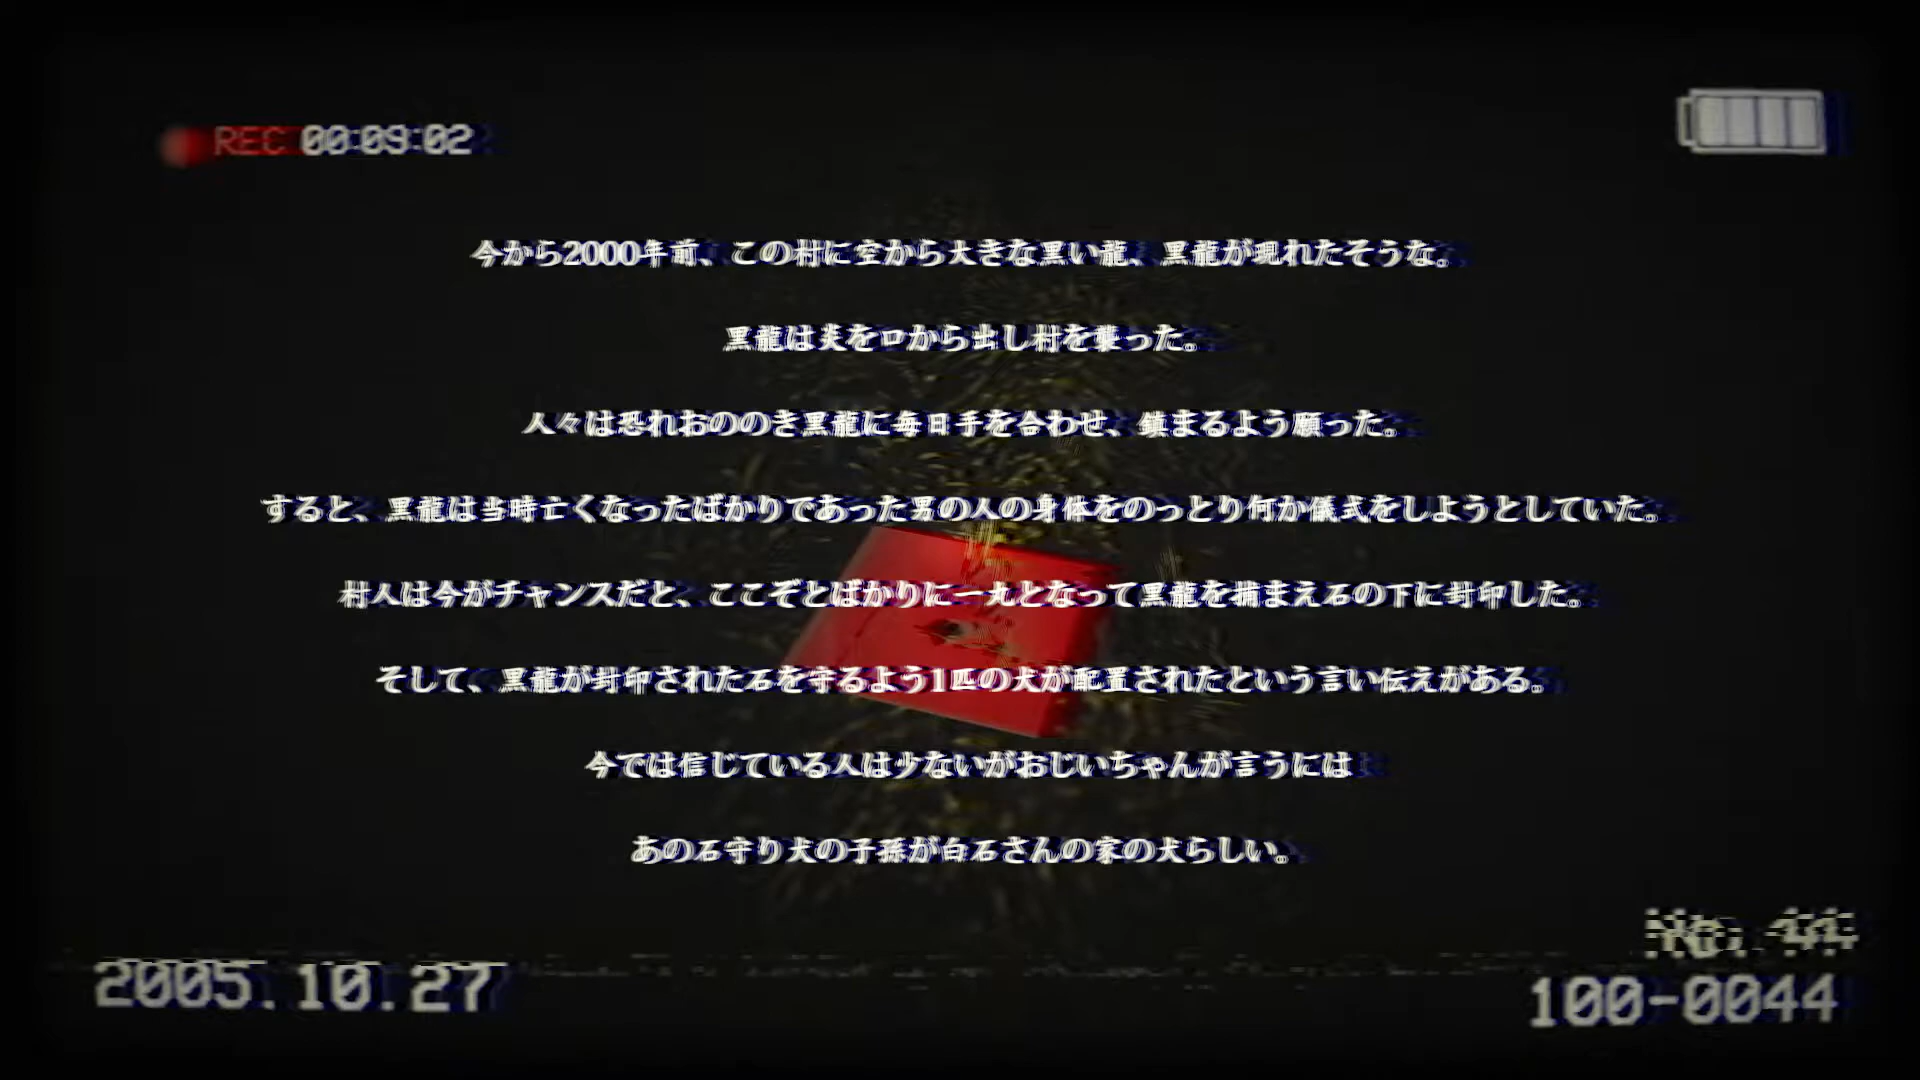 REC 00:09:02
今から2000年前、この村に空から大きな黒い龍、黒龍が現れたそうな。
黒龍は炎を口から出し村を襲った。
人々は恐れおののき黒龍に毎日手を合わせ、鎮まるよう願った。
すると、黒龍は当時亡くなったばかりであった男の人の身体をのっとり何か儀式をしようとしていた。
村人は今がチャンスだと、ここぞとばかりに一丸となって黒龍を捕まえ石の下に封印した。
そして、黒龍が封印された石を守るよう1匹の犬が配置されたという言い伝えがある。
今では信じている人は少ないがおじいちゃんが言うには
あの石守り犬の子孫が白石さんの家の犬らしい。
No. 44
2005.10.27
100-0044